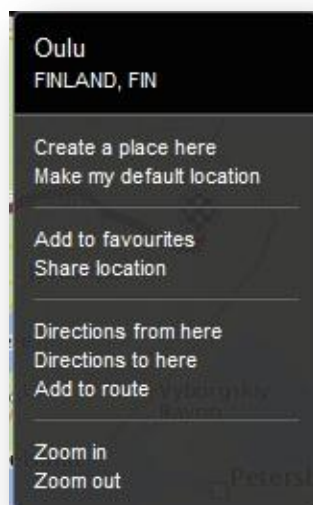 Oulu
FINLAND, FIN
Create a place here
Make my default location
Add to favourites
Share location
Directions from here
Directions to here
Add to route
Zoom in
Zoom out